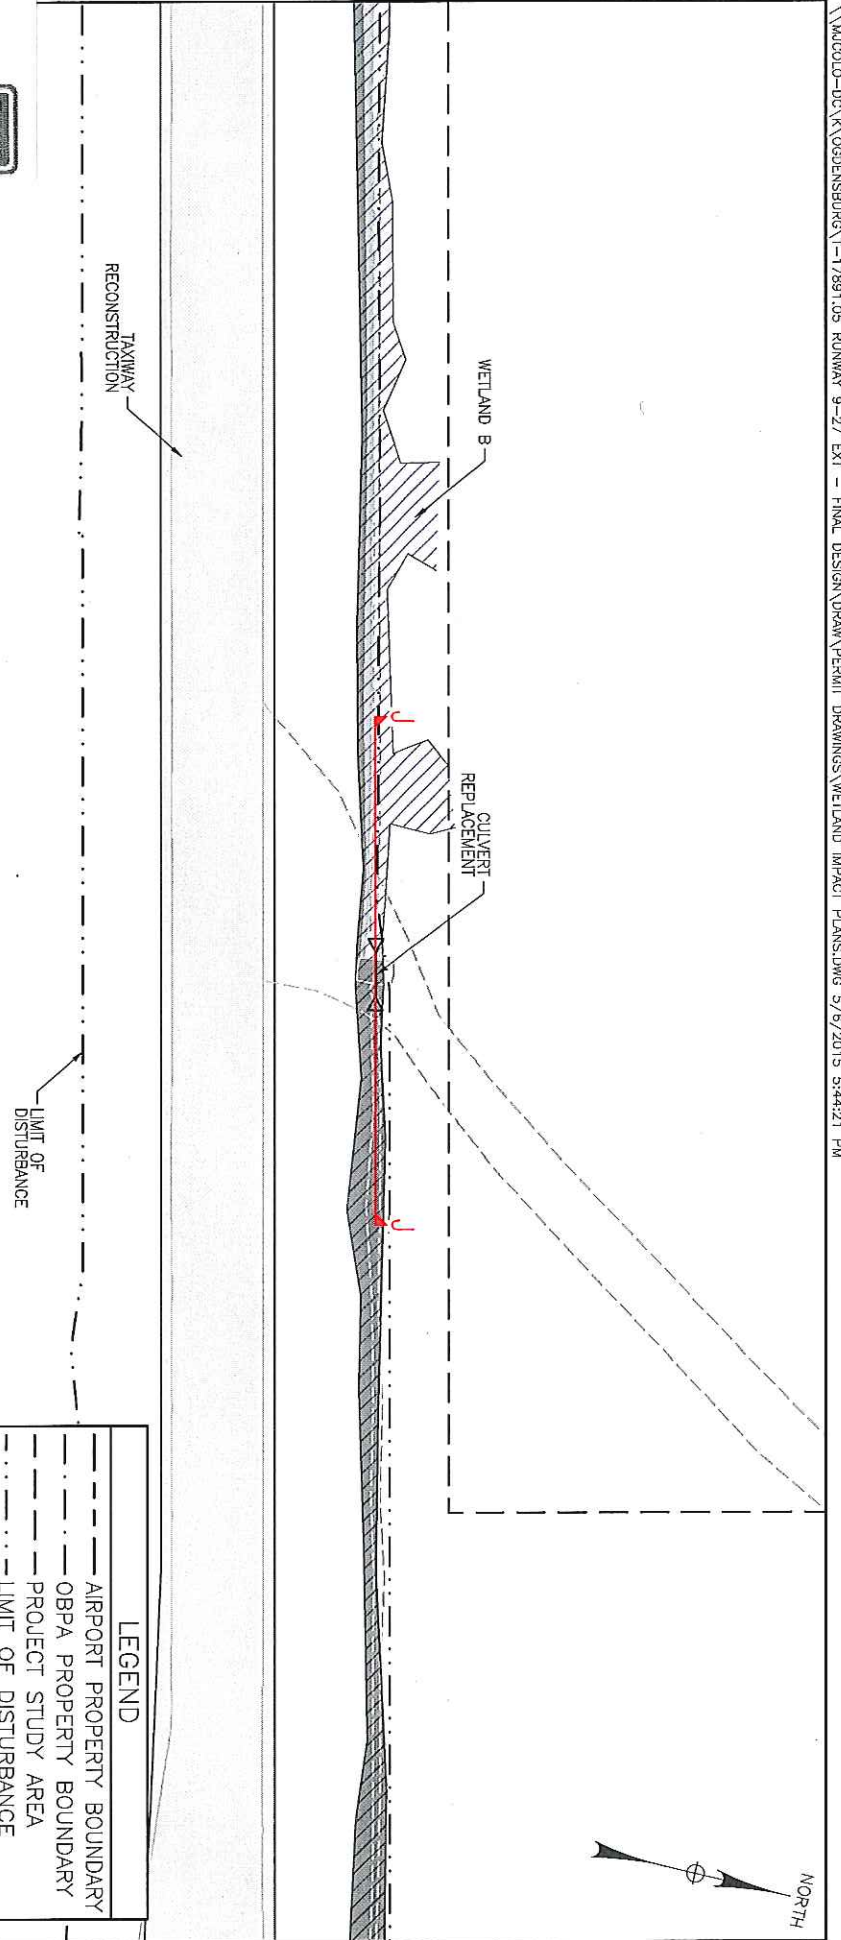 \\MJCOLO-DC\K\OGDENSBURG\T-17891.05 RUNWAY 9-27 EXT - FINAL DESIGN\DRAW\PERMIT DRAWINGS\WETLAND IMPACT PLANS.DWG 5/6/2015 5:44:21 PM
NORTH
WETLAND B
CULVERT
REPLACEMENT
J
J
TAXIWAY
RECONSTRUCTION
LIMIT OF
DISTURBANCE
LEGEND
AIRPORT PROPERTY BOUNDARY
OBPA PROPERTY BOUNDARY
PROJECT STUDY AREA
LIMIT OF DISTURBANCE